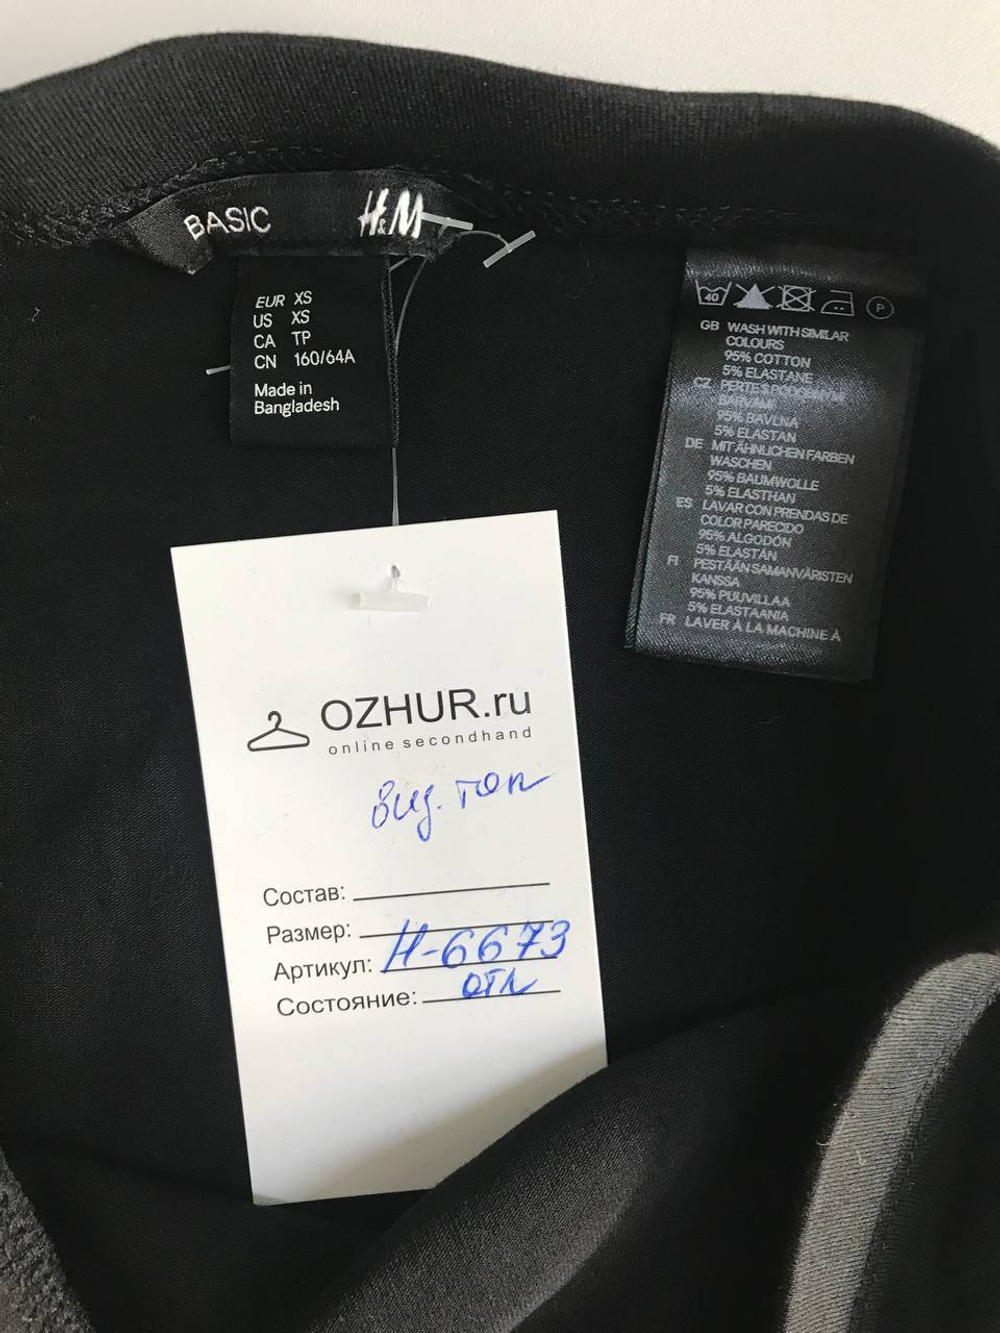 BASIC H&M
EUR XS
US XS
CA TP
CN 160/64A
Made in
Bangladesh
40
P
GB WASH WITH SIMILAR
COLOURS
95% COTTON
5% ELASTANE
CZ
95% BAVLNA
5% ELASTAN
DE MIT ÄHNLICHEN FARBEN
WASCHEN
95% BAUMWOLLE
5% ELASTHAN
ES LAVAR CON PRENDAS DE
COLOR PARECIDO
95% ALGODÓN
5% ELASTÁN
FI PESTÄÄN SAMANVÄRISTEN
KANSSA
95% PUUVILLAA
5% ELASTAANIA
FR LAVER À LA MACHINE À
OZHUR.ru
online secondhand
топ
Состав:
Размер:
Артикул: H-6673
Состояние: отл